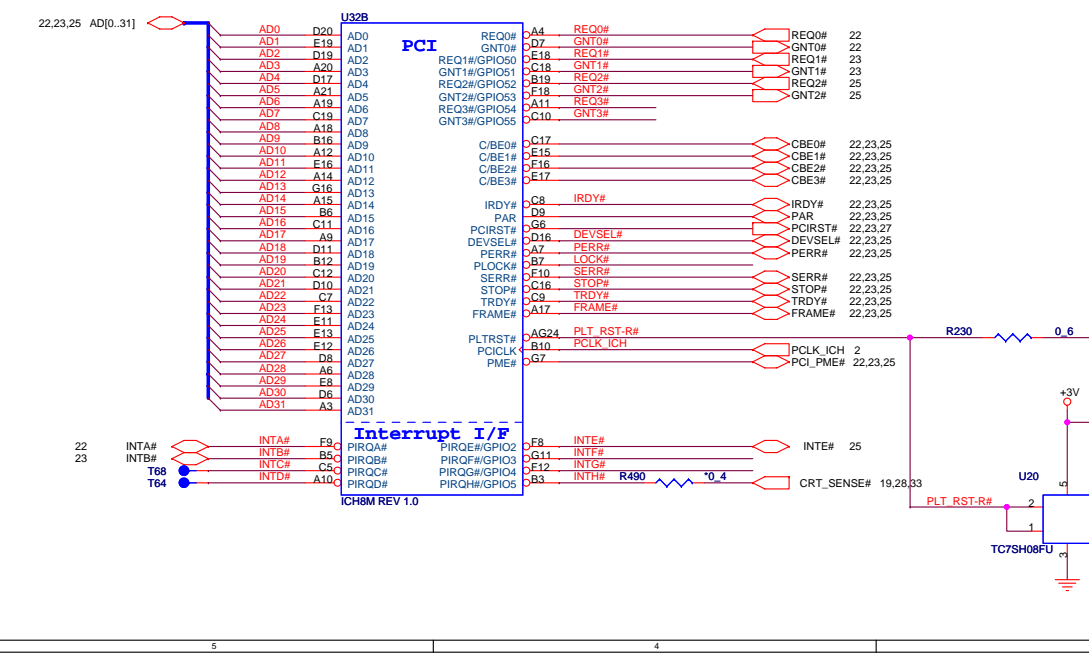 U32B
22,23,25 AD[0..31]
PCI
AD0 D20 AD0
AD1 E19 AD1
AD2 D19 AD2
AD3 A20 AD3
AD4 D17 AD4
AD5 A21 AD5
AD6 A19 AD6
AD7 C19 AD7
AD8 A18 AD8
AD9 B16 AD9
AD10 A12 AD10
AD11 E16 AD11
AD12 A14 AD12
AD13 G16 AD13
AD14 A15 AD14
AD15 B6 AD15
AD16 C11 AD16
AD17 A9 AD17
AD18 D11 AD18
AD19 B12 AD19
AD20 C12 AD20
AD21 D10 AD21
AD22 C7 AD22
AD23 F13 AD23
AD24 E11 AD24
AD25 E13 AD25
AD26 E12 AD26
AD27 D8 AD27
AD28 A6 AD28
AD29 E8 AD29
AD30 D6 AD30
AD31 A3 AD31
REQ0# A4 REQ0# REQ0# 22
GNT0# D7 GNT0# GNT0# 22
REQ1#/GPIO50 E18 REQ1# REQ1# 23
GNT1#/GPIO51 C18 GNT1# GNT1# 23
REQ2#/GPIO52 B19 REQ2# REQ2# 25
GNT2#/GPIO53 F18 GNT2# GNT2# 25
REQ3#/GPIO54 A11 REQ3#
GNT3#/GPIO55 C10 GNT3#
C/BE0# C17 CBE0# 22,23,25
C/BE1# E15 CBE1# 22,23,25
C/BE2# F16 CBE2# 22,23,25
C/BE3# E17 CBE3# 22,23,25
IRDY# C8 IRDY# IRDY# 22,23,25
PAR D9 PAR 22,23,25
PCIRST# G6 PCIRST# 22,23,27
DEVSEL# D16 DEVSEL# DEVSEL# 22,23,25
PERR# A7 PERR# PERR# 22,23,25
PLOCK# B7 LOCK#
SERR# F10 SERR# SERR# 22,23,25
STOP# C16 STOP# STOP# 22,23,25
TRDY# C9 TRDY# TRDY# 22,23,25
FRAME# A17 FRAME# FRAME# 22,23,25
PLTRST# AG24 PLT_RST-R# R230 0_6
PCICLK B10 PCLK_ICH PCLK_ICH 2
PME# G7 PCI_PME# 22,23,25
+3V
Interrupt I/F
22 INTA# INTA# F9 PIRQA# PIRQE#/GPIO2 F8 INTE# INTE# 25
23 INTB# INTB# B5 PIRQB# PIRQF#/GPIO3 G11 INTF#
T68 INTC# C5 PIRQC# PIRQG#/GPIO4 F12 INTG#
T64 INTD# A10 PIRQD# PIRQH#/GPIO5 B3 INTH# R490 *0_4 CRT_SENSE# 19,28,33
ICH8M REV 1.0
U20
5
PLT_RST-R# 2
1
TC7SH08FU
3
5 4